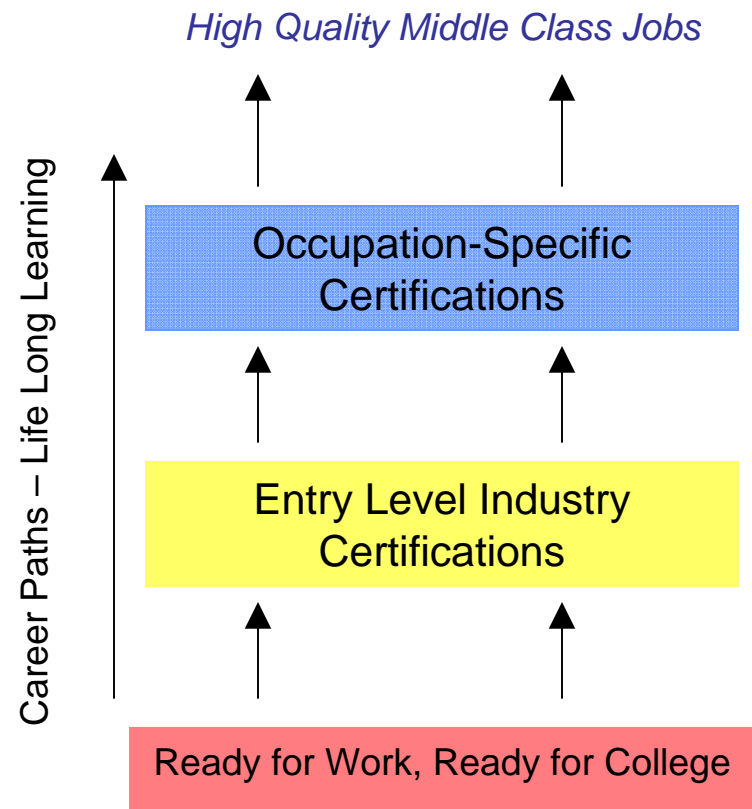 High Quality Middle Class Jobs
Career Paths – Life Long Learning
Occupation-Specific
Certifications
Entry Level Industry
Certifications
Ready for Work, Ready for College